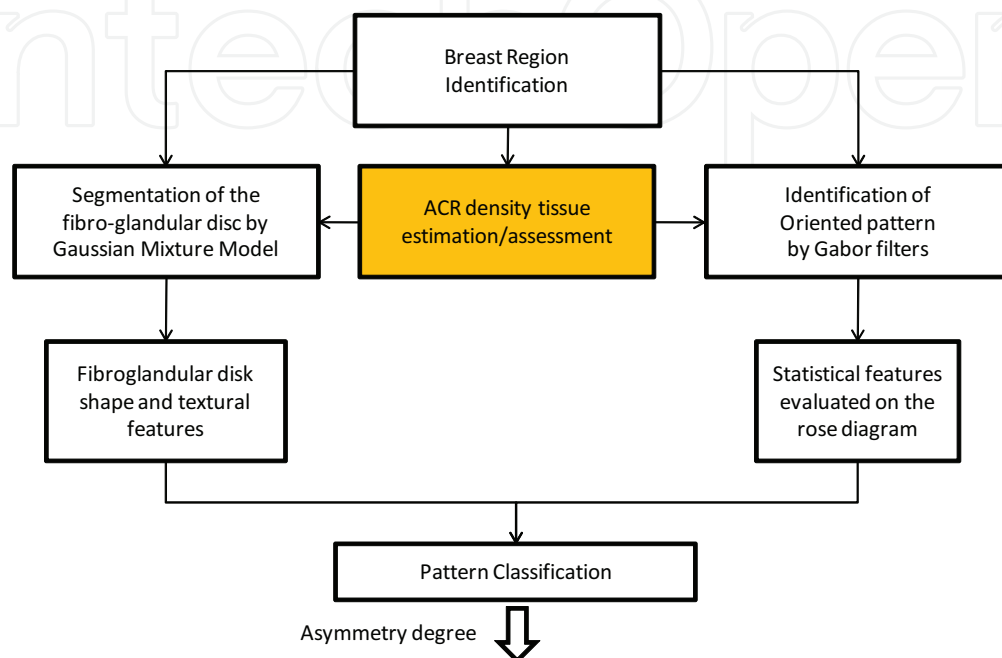 ntechOpen
Breast Region
Identification
Segmentation of the
fibro-glandular disc by
Gaussian Mixture Model
ACR density tissue
estimation/assessment
Identification of
Oriented pattern
by Gabor filters
Fibroglandular disk
shape and textural
features
Statistical features
evaluated on the
rose diagram
Pattern Classification
Asymmetry degree